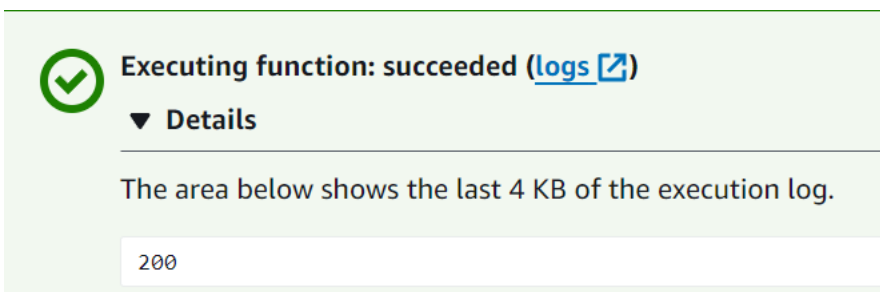 Executing function: succeeded (logs)
Details
The area below shows the last 4 KB of the execution log.
200